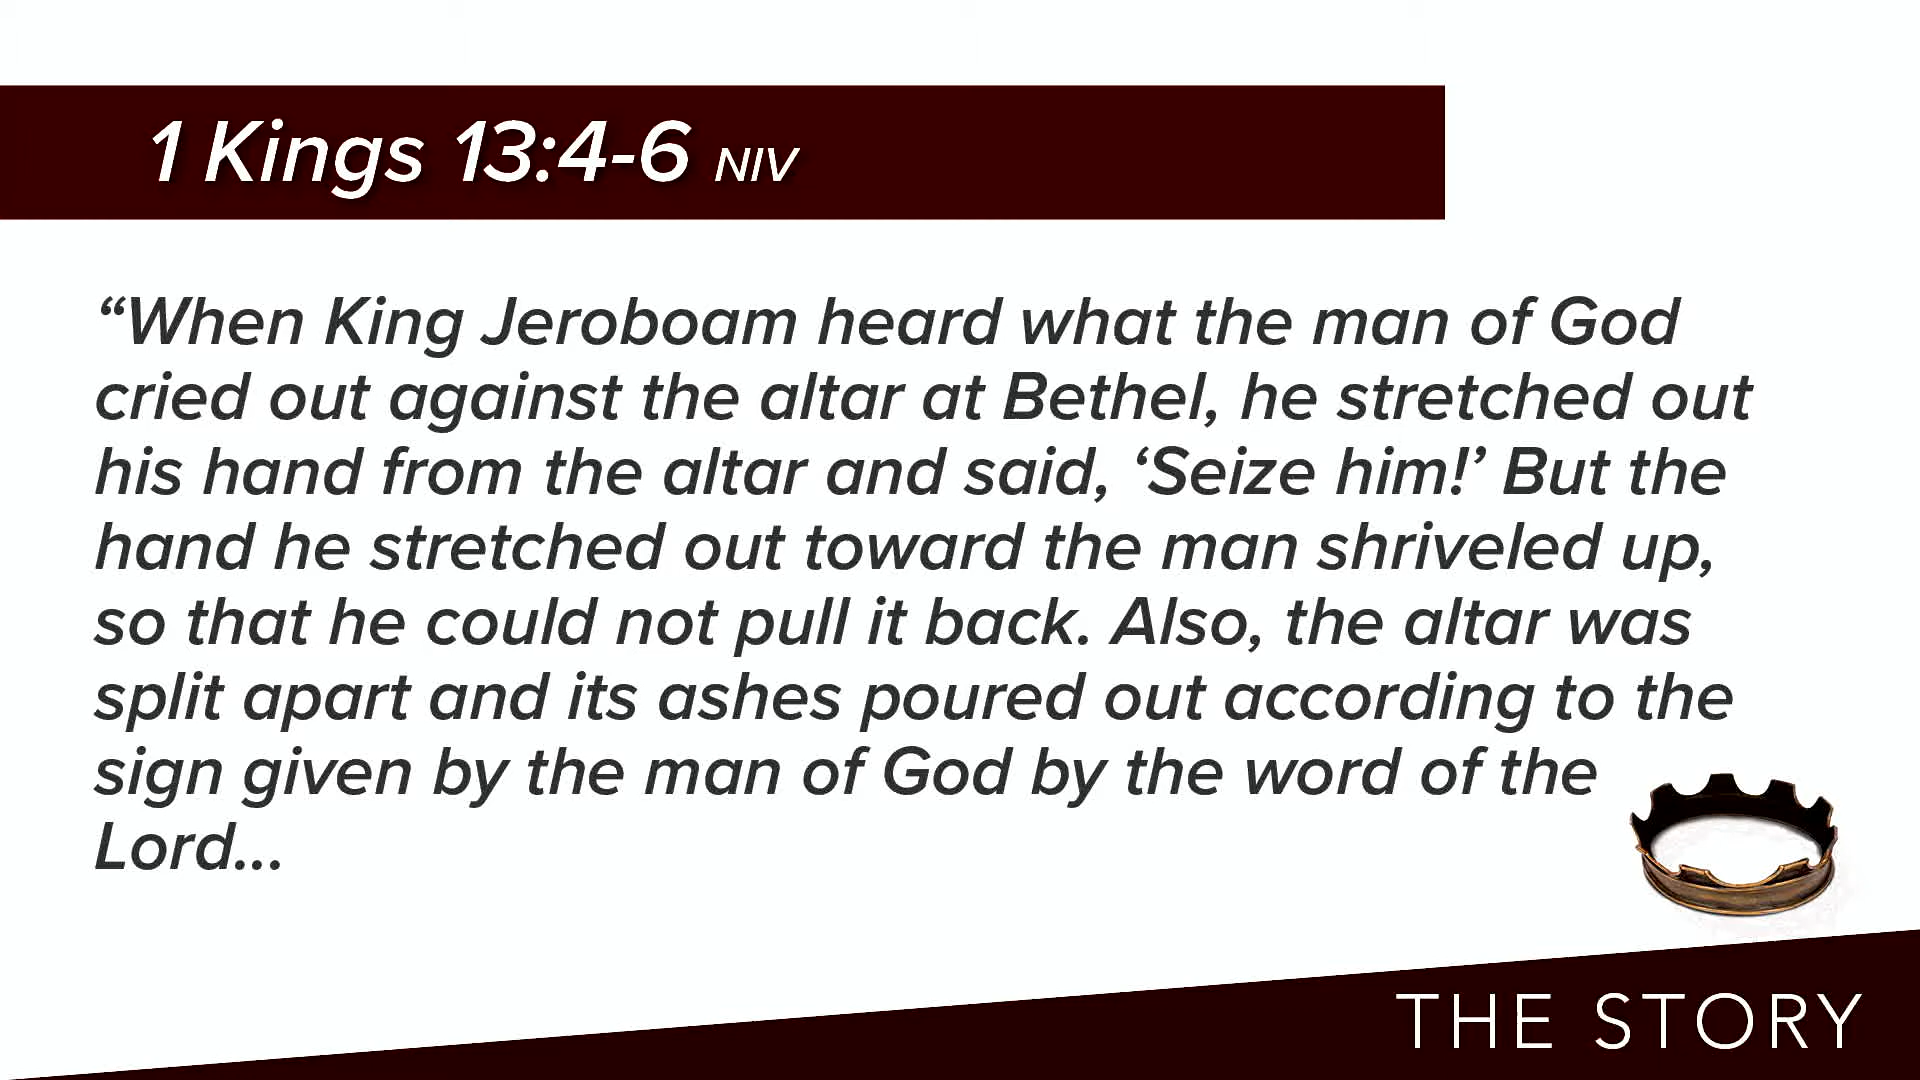 1 Kings 13:4-6 NIV
“When King Jeroboam heard what the man of God
cried out against the altar at Bethel, he stretched out
his hand from the altar and said, ‘Seize him!’ But the
hand he stretched out toward the man shriveled up,
so that he could not pull it back. Also, the altar was
split apart and its ashes poured out according to the
sign given by the man of God by the word of the
Lord...
THE STORY